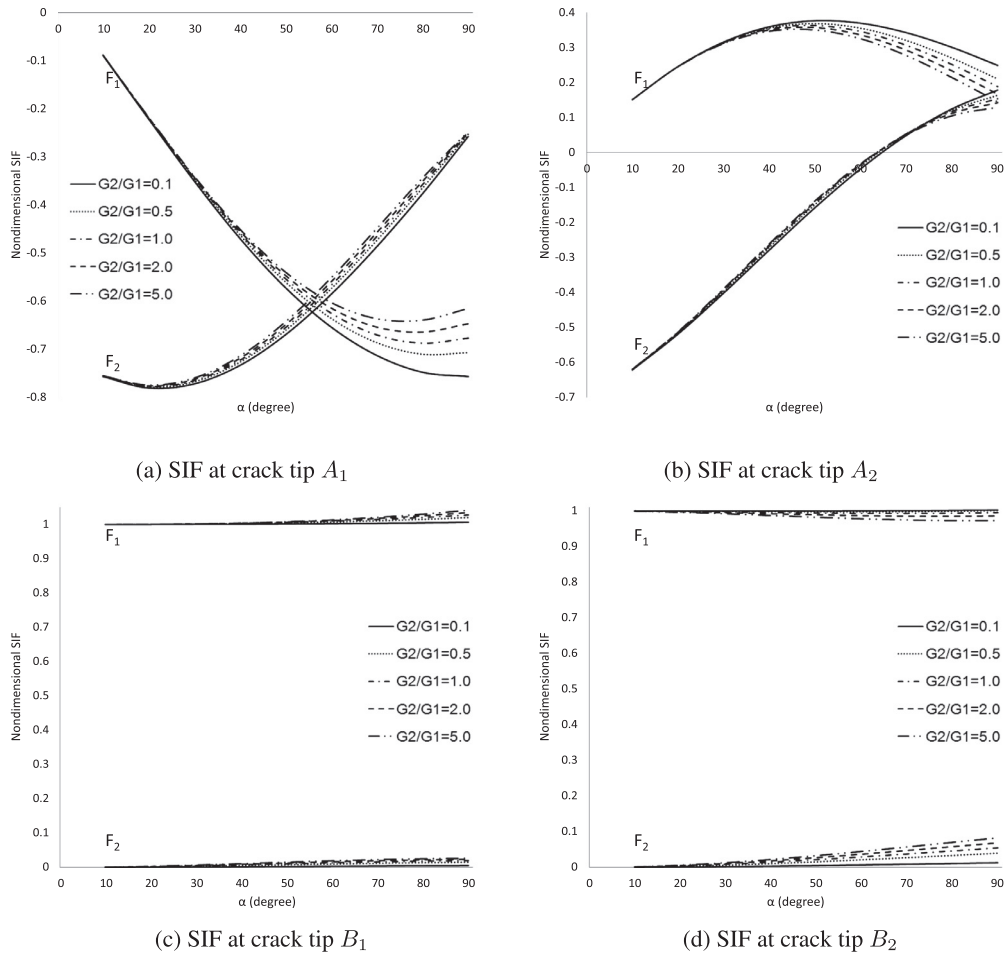 0
0 10 20 30 40 50 60 70 80 90
-0.1
-0.2
-0.3
-0.4
-0.5
-0.6
-0.7
-0.8
Nondimensional SIF
F1
G2/G1=0.1
G2/G1=0.5
G2/G1=1.0
G2/G1=2.0
G2/G1=5.0
F2
α (degree)
(a) SIF at crack tip A1
0.4
0.3
0.2
0.1
0
-0.1
-0.2
-0.3
-0.4
-0.5
-0.6
-0.7
Nondimensional SIF
F1
0 10 20 30 40 50 60 70 80 90
G2/G1=0.1
G2/G1=0.5
G2/G1=1.0
G2/G1=2.0
G2/G1=5.0
F2
α (degree)
(b) SIF at crack tip A2
1
0.9
0.8
0.7
0.6
0.5
0.4
0.3
0.2
0.1
0
Nondimensional SIF
F1
G2/G1=0.1
G2/G1=0.5
G2/G1=1.0
G2/G1=2.0
G2/G1=5.0
F2
0 10 20 30 40 50 60 70 80 90
α (degree)
(c) SIF at crack tip B1
1
0.9
0.8
0.7
0.6
0.5
0.4
0.3
0.2
0.1
0
Nondimensional SIF
F1
G2/G1=0.1
G2/G1=0.5
G2/G1=1.0
G2/G1=2.0
G2/G1=5.0
F2
0 10 20 30 40 50 60 70 80 90
α (degree)
(d) SIF at crack tip B2